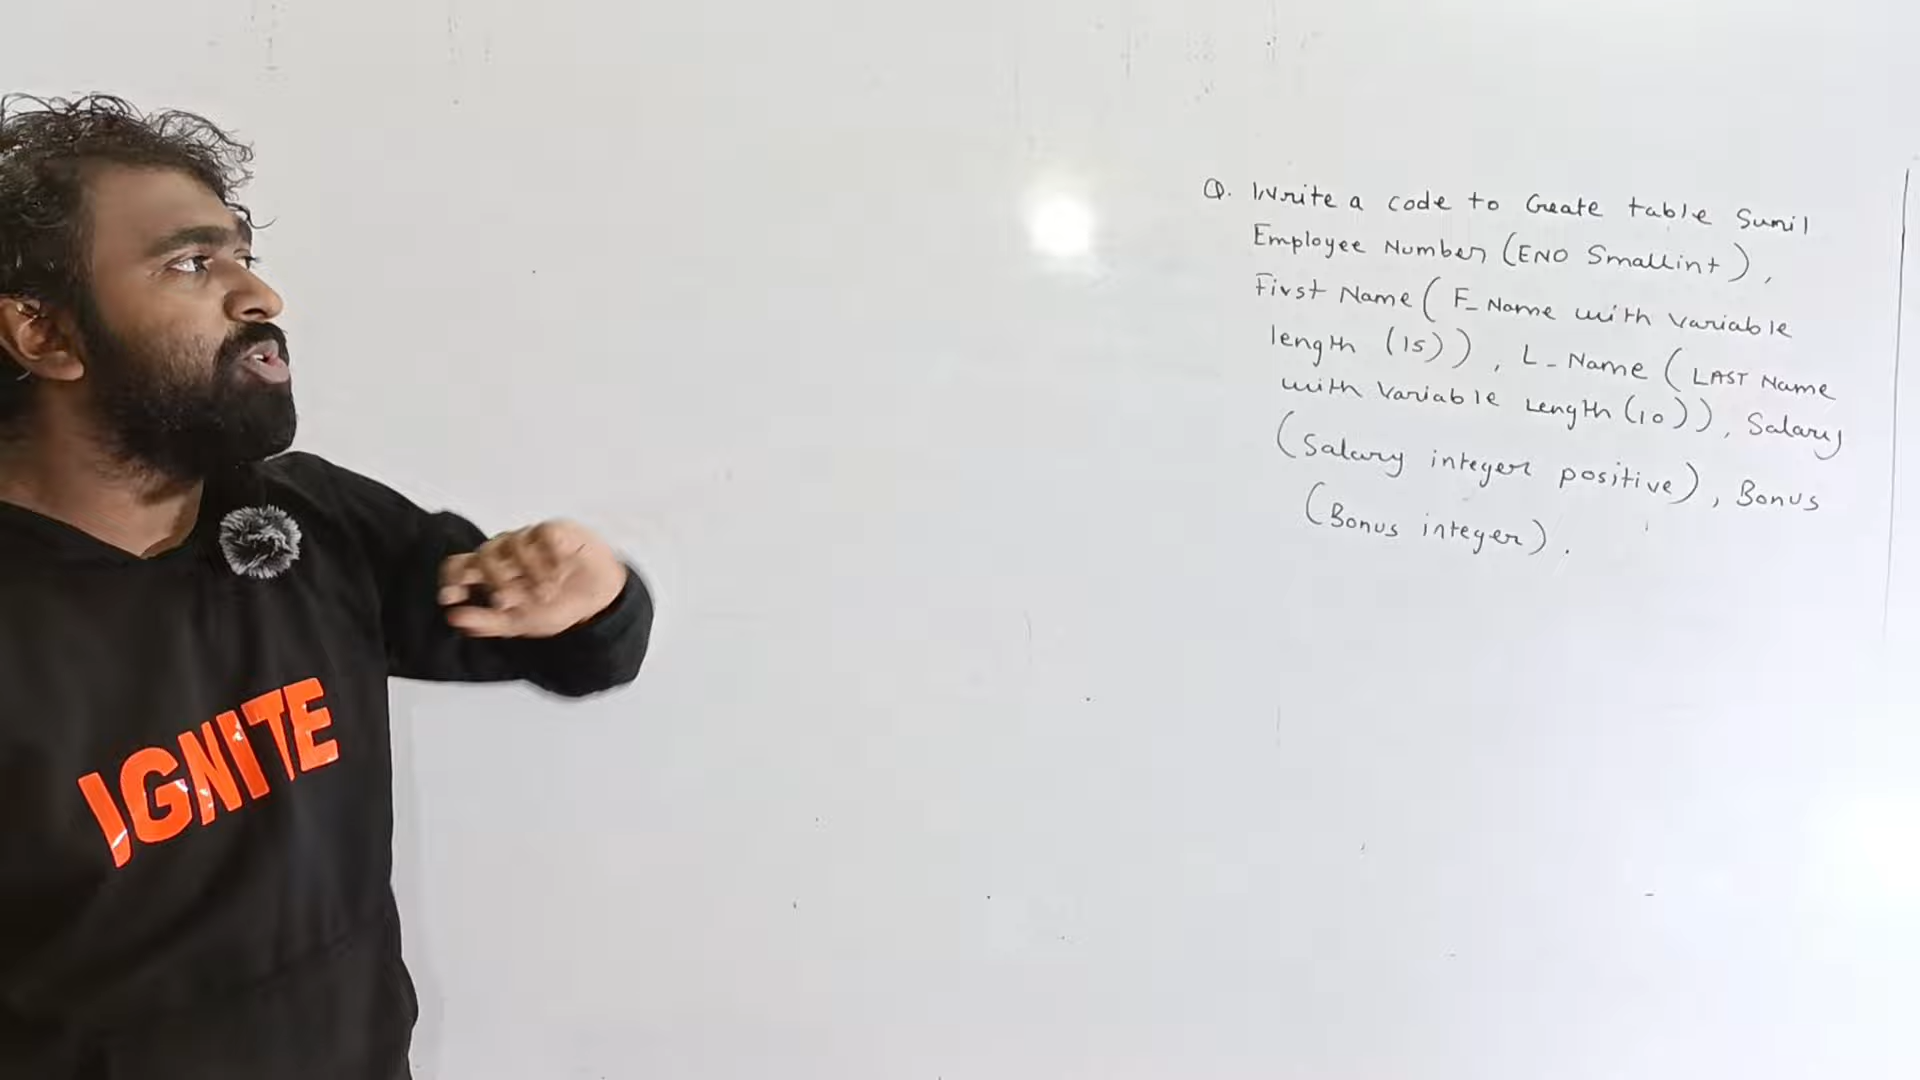 Q. Write a code to Create table Sunil
Employee Number (ENO Smallint),
First Name (F_Name with variable
length (15)), L-Name (LAST Name
with variable Length (10)), Salary
(Salary integer positive), Bonus
(Bonus integer).
IGNITE